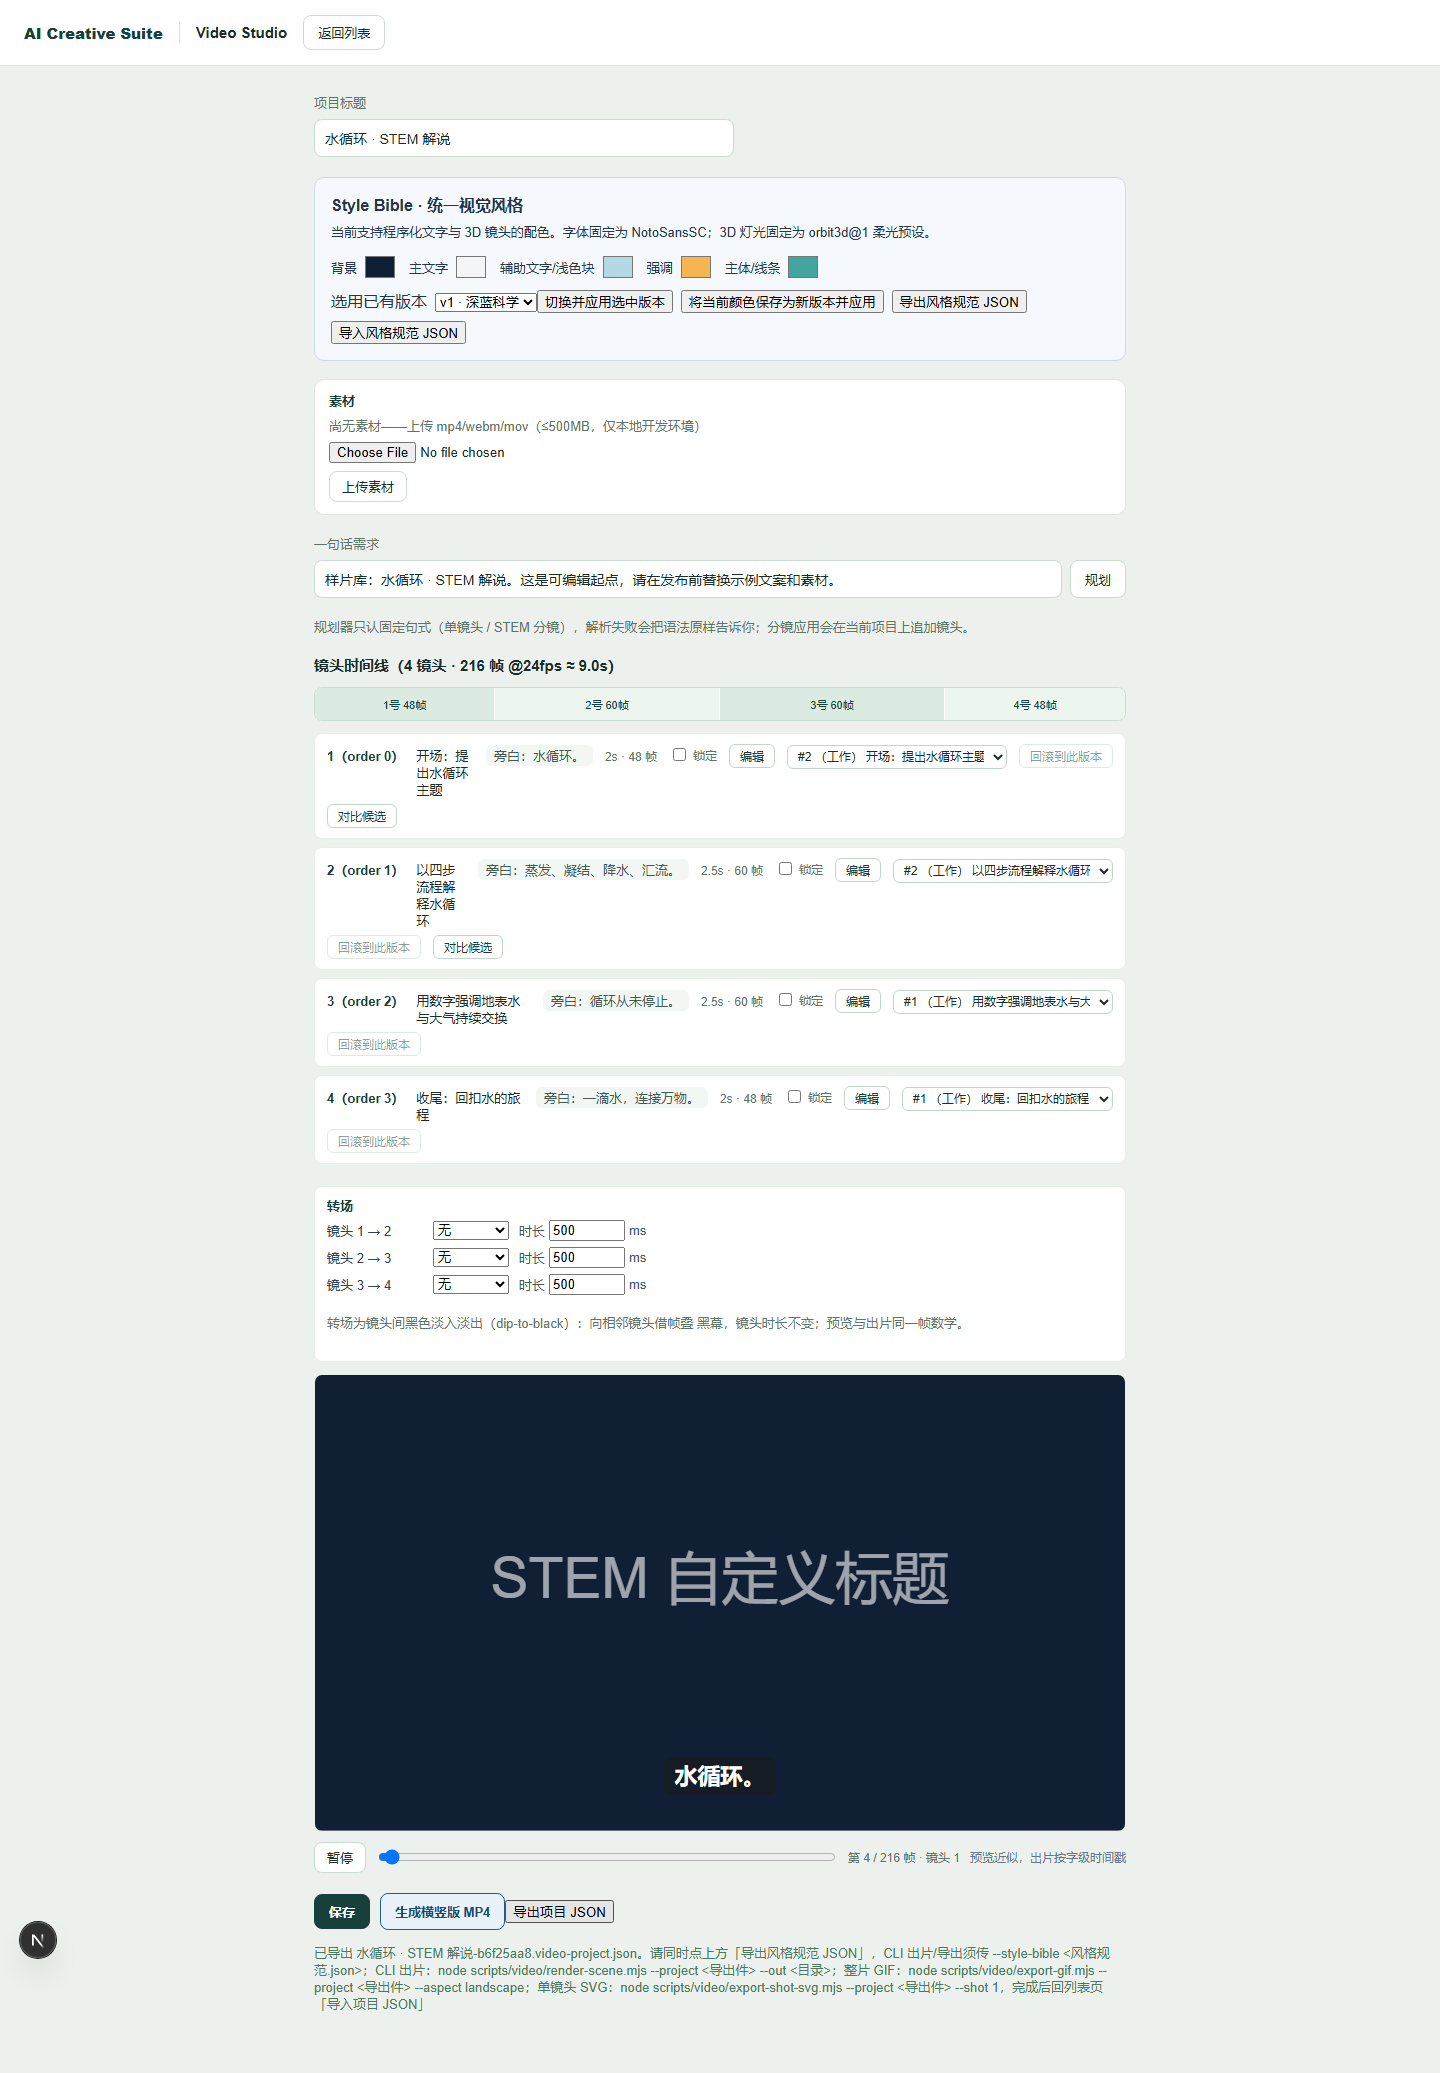 AI Creative Suite
Video Studio
返回列表
项目标题
水循环 · STEM 解说
Style Bible · 统一视觉风格
当前支持程序化文字与 3D 镜头的配色。字体固定为 NotoSansSC；3D 灯光固定为 orbit3d@1 柔光预设。
背景 主文字 辅助文字/浅色块 强调 主体/线条
选用已有版本 v1 · 深蓝科学 切换并应用选中版本 将当前颜色保存为新版本并应用 导出风格规范 JSON
导入风格规范 JSON
素材
尚无素材——上传 mp4/webm/mov（≤500MB，仅本地开发环境）
Choose File No file chosen
上传素材
一句话需求
样片库：水循环 · STEM 解说。这是可编辑起点，请在发布前替换示例文案和素材。 规划
规划器只认固定句式（单镜头 / STEM 分镜），解析失败会把语法原样告诉你；分镜应用会在当前项目上追加镜头。
镜头时间线（4 镜头 · 216 帧 @24fps ≈ 9.0s）
1号 48帧 2号 60帧 3号 60帧 4号 48帧
1（order 0） 开场：提 旁白：水循环。 2s · 48 帧 锁定 编辑 #2 （工作） 开场：提出水循环主题 回滚到此版本
出水循环
主题
对比候选
2（order 1） 以四步 旁白：蒸发、凝结、降水、汇流。 2.5s · 60 帧 锁定 编辑 #2 （工作） 以四步流程解释水循环
流程解
释水循
环
回滚到此版本 对比候选
3（order 2） 用数字强调地表水 旁白：循环从未停止。 2.5s · 60 帧 锁定 编辑 #1 （工作） 用数字强调地表水与大
与大气持续交换
回滚到此版本
4（order 3） 收尾：回扣水的旅 旁白：一滴水，连接万物。 2s · 48 帧 锁定 编辑 #1 （工作） 收尾：回扣水的旅程
程
回滚到此版本
转场
镜头 1 → 2 无 时长 500 ms
镜头 2 → 3 无 时长 500 ms
镜头 3 → 4 无 时长 500 ms
转场为镜头间黑色淡入淡出（dip-to-black）：向相邻镜头借帧叠 黑幕，镜头时长不变；预览与出片同一帧数学。
STEM 自定义标题
水循环。
暂停 第 4 / 216 帧 · 镜头 1 预览近似，出片按字级时间戳
保存 生成横竖版 MP4 导出项目 JSON
已导出 水循环 · STEM 解说-b6f25aa8.video-project.json。请同时点上方「导出风格规范 JSON」，CLI 出片/导出须传 --style-bible <风格规
范.json>；CLI 出片：node scripts/video/render-scene.mjs --project <导出件> --out <目录>；整片 GIF：node scripts/video/export-gif.mjs --
project <导出件> --aspect landscape；单镜头 SVG：node scripts/video/export-shot-svg.mjs --project <导出件> --shot 1，完成后回列表页
「导入项目 JSON」
N